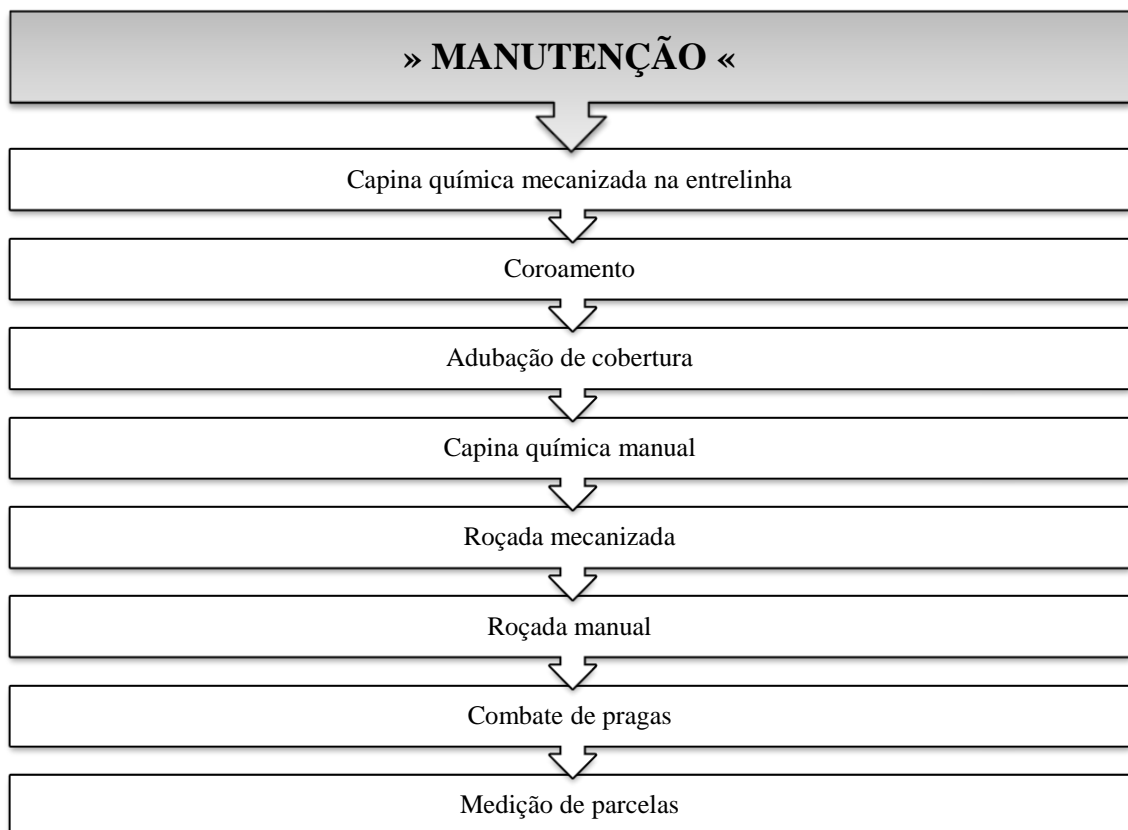 » MANUTENÇÃO «
Capina química mecanizada na entrelinha
Coroamento
Adubação de cobertura
Capina química manual
Roçada mecanizada
Roçada manual
Combate de pragas
Medição de parcelas